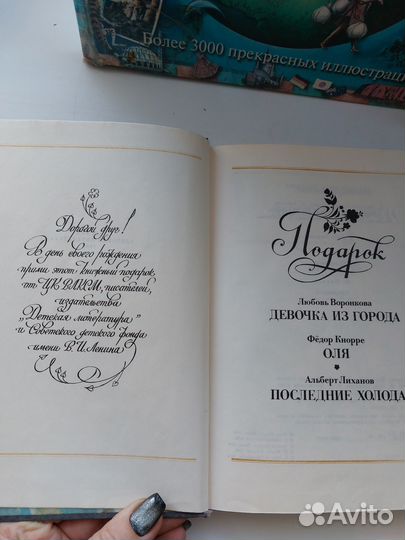 Более 3000 прекрасных иллюстраци
Дорогой друг!
В день твоего рождения
прими этот книжный подарок
от ЦК ВЛКСМ, писателей,
издательства
„Детская литература"
и Советского детского фонда
имени В. И. Ленина.
Подарок
Любовь Воронкова
ДЕВОЧКА ИЗ ГОРОДА
Фёдор Кнорре
ОЛЯ
Альберт Лиханов
ПОСЛЕДНИЕ ХОЛОДА
Avito